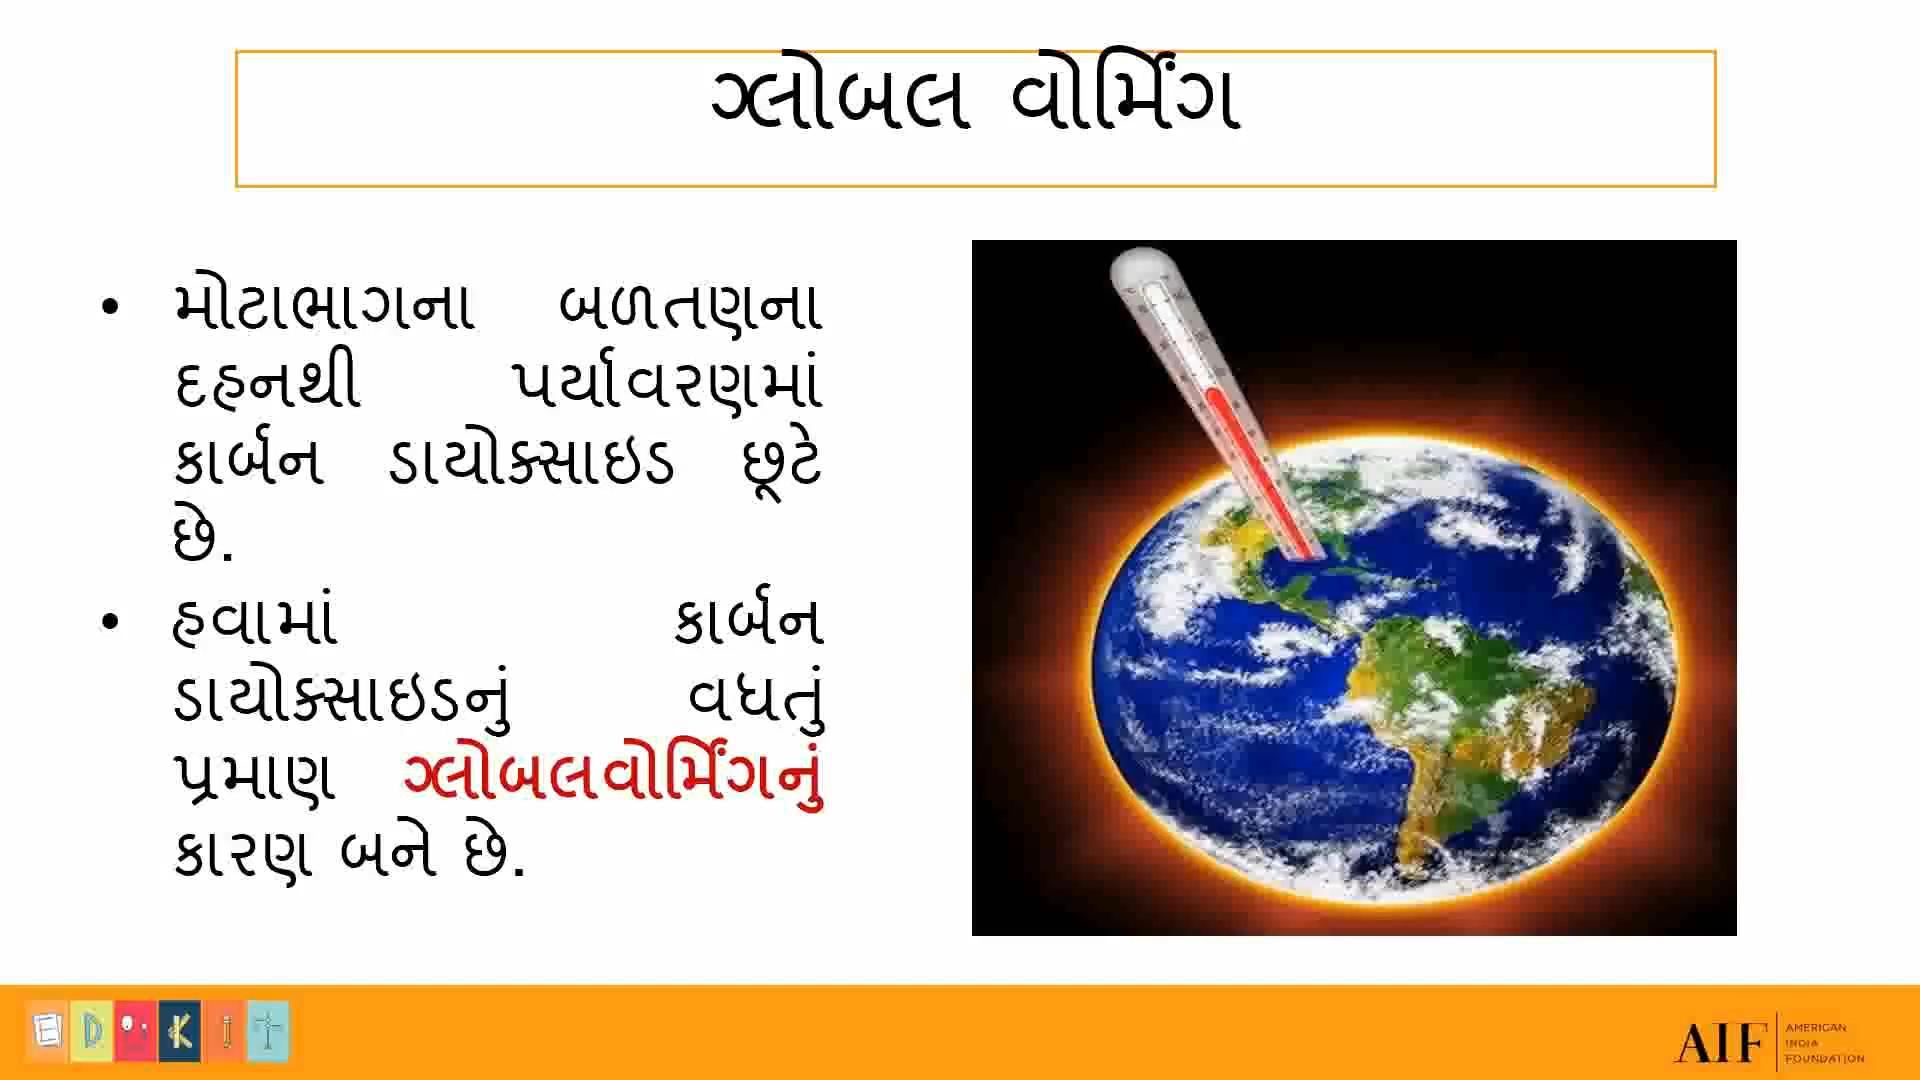 ગ્લોબલ વોર્મિંગ
• મોટાભાગના બળતણના
દહનથી પર્યાવરણમાં
કાર્બન ડાયોક્સાઇડ છૂટે
છે.
• હવામાં કાર્બન
ડાયોક્સાઇડનું વધતું
પ્રમાણ ગ્લોબલવોર્મિંગનું
કારણ બને છે.
EDUKIT
AIF
AMERICAN
INDIA
FOUNDATION